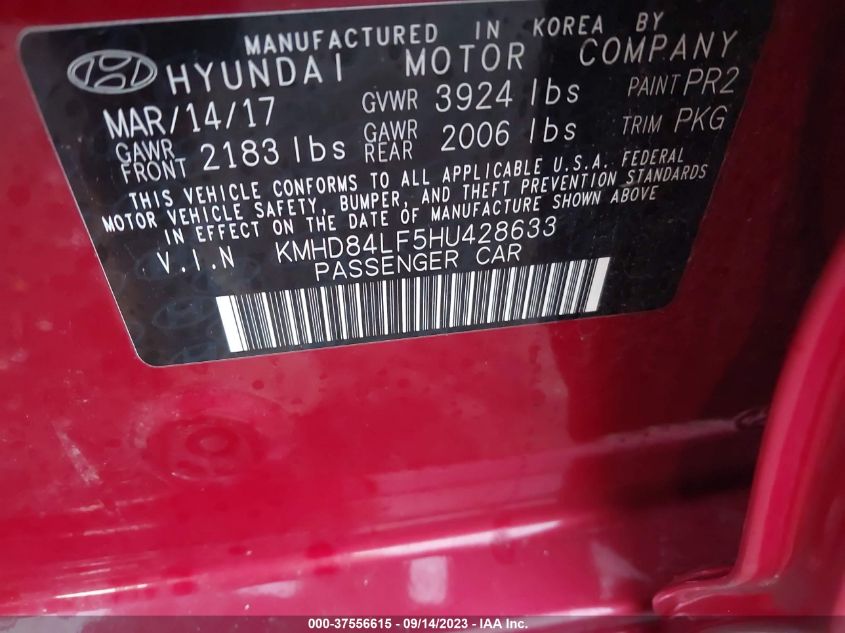 MANUFACTURED IN KOREA BY
HYUNDAI MOTOR COMPANY
MAR/14/17 GVWR 3924 lbs PAINT PR2
GAWR FRONT 2183 lbs GAWR REAR 2006 lbs TRIM PKG
THIS VEHICLE CONFORMS TO ALL APPLICABLE U.S.A. FEDERAL
MOTOR VEHICLE SAFETY, BUMPER, AND THEFT PREVENTION STANDARDS
IN EFFECT ON THE DATE OF MANUFACTURE SHOWN ABOVE
V.I.N KMHD84LF5HU428633
PASSENGER CAR
000-37556615 - 09/14/2023 - IAAI.com